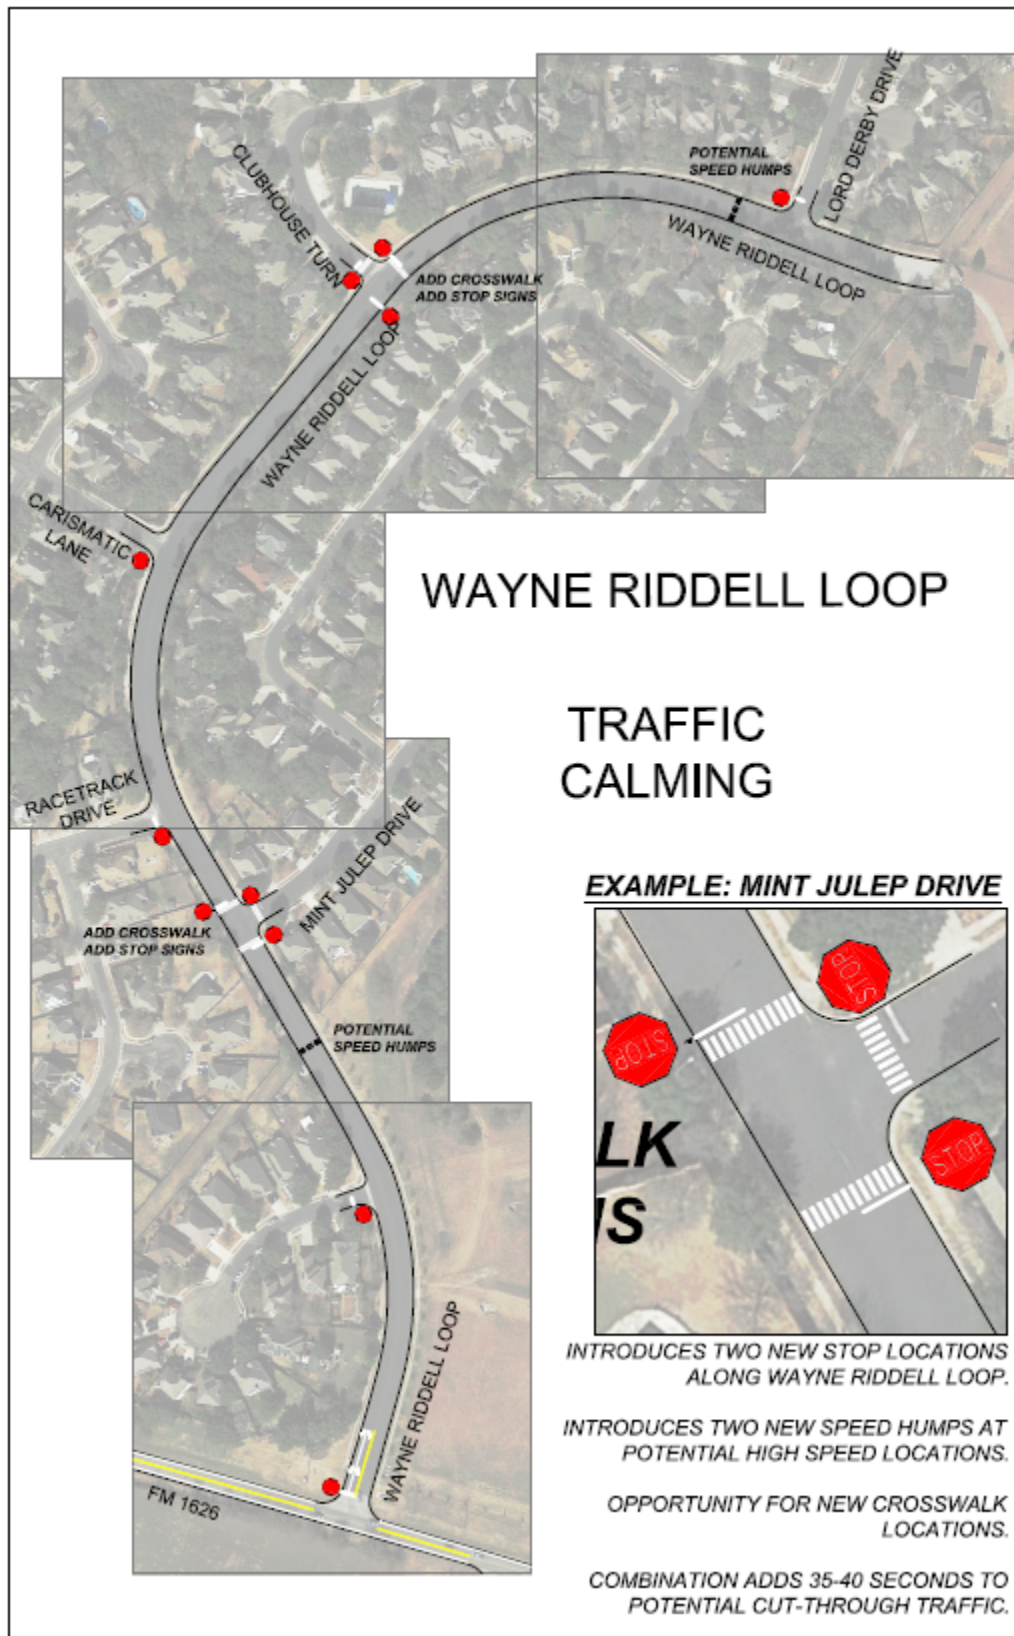 LORD DERBY DRIVE
POTENTIAL
SPEED HUMPS
WAYNE RIDDELL LOOP
CLUBHOUSE TURN
ADD CROSSWALK
ADD STOP SIGNS
WAYNE RIDDELL LOOP
CARISMATIC
LANE
WAYNE RIDDELL LOOP
TRAFFIC
CALMING
RACETRACK
DRIVE
MINT JULEP DRIVE
ADD CROSSWALK
ADD STOP SIGNS
POTENTIAL
SPEED HUMPS
EXAMPLE: MINT JULEP DRIVE
STOP
STOP
STOP
LK
IS
WAYNE RIDDELL LOOP
FM 1626
INTRODUCES TWO NEW STOP LOCATIONS
ALONG WAYNE RIDDELL LOOP.
INTRODUCES TWO NEW SPEED HUMPS AT
POTENTIAL HIGH SPEED LOCATIONS.
OPPORTUNITY FOR NEW CROSSWALK
LOCATIONS.
COMBINATION ADDS 35-40 SECONDS TO
POTENTIAL CUT-THROUGH TRAFFIC.